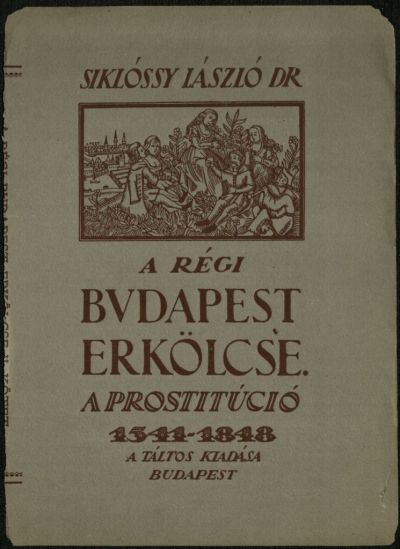 SIKLÓSSY LÁSZLÓ DR
A RÉGI
BVDAPEST
ERKÖLCSE.
A PROSTITÚCIÓ
1541-1848
A TÁLTOS KIADÁSA
BUDAPEST